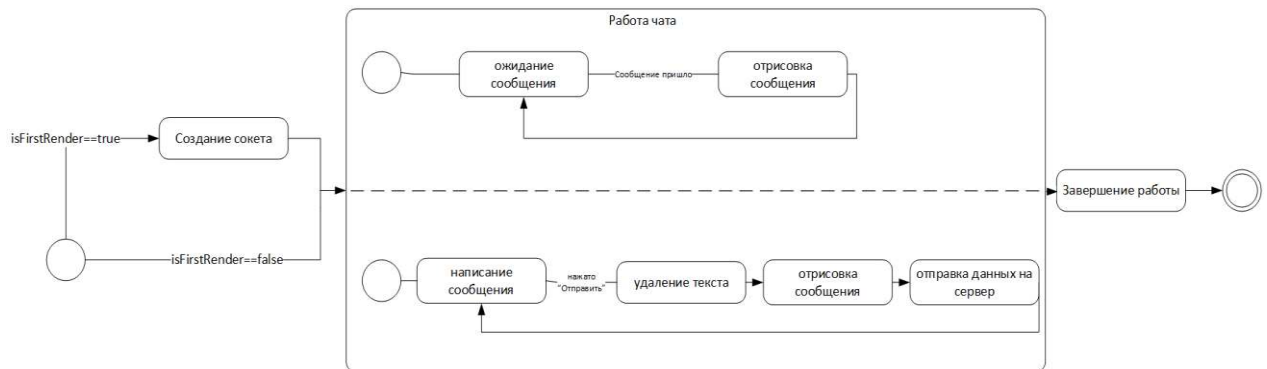 Работа чата
ожидание
сообщения
Сообщение пришло
отрисовка
сообщения
isFirstRender==true
Создание сокета
Завершение работы
isFirstRender==false
написание
сообщения
нажато
"Отправить"
удаление текста
отрисовка
сообщения
отправка данных на
сервер